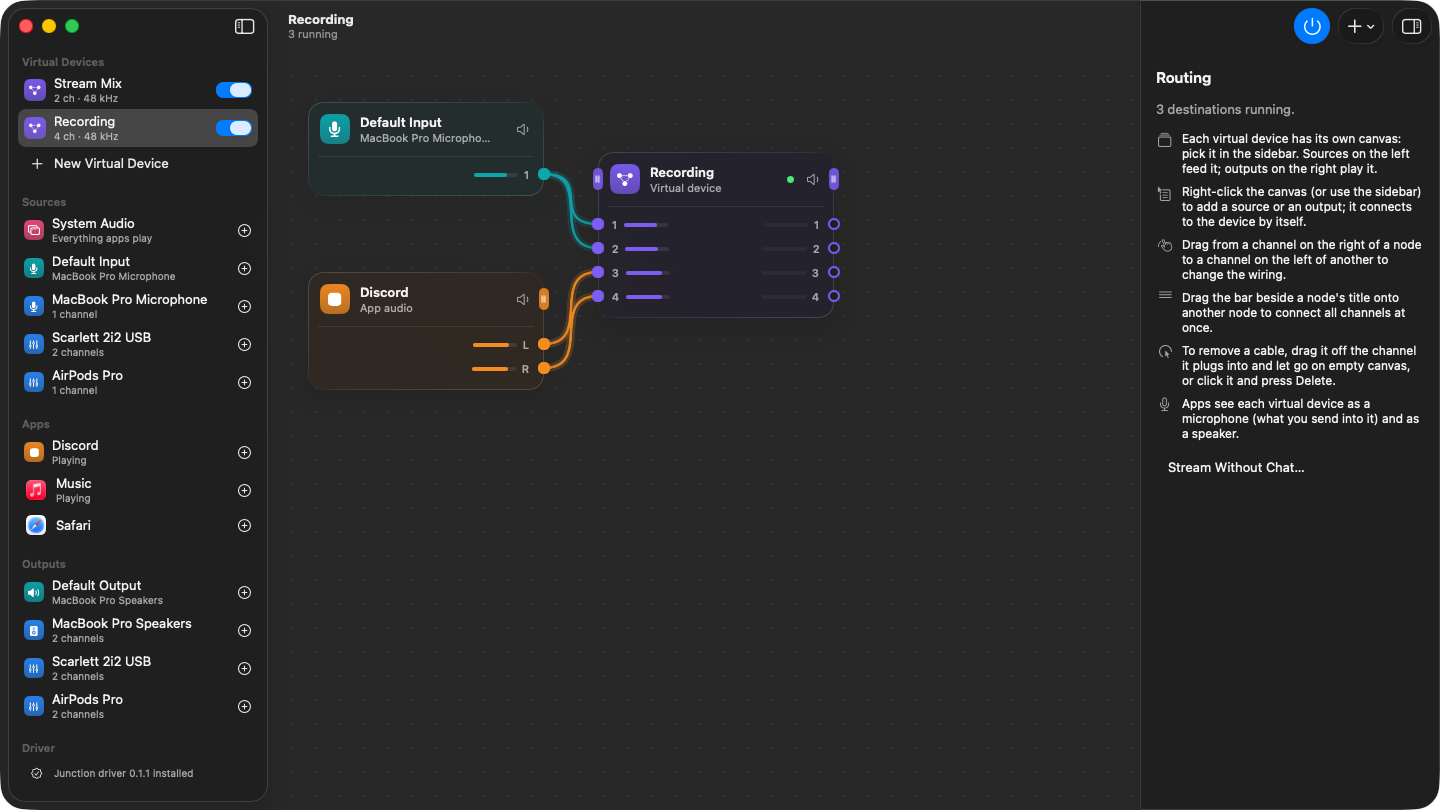 Virtual Devices
Stream Mix
2 ch · 48 kHz
Recording
4 ch · 48 kHz
New Virtual Device
Sources
System Audio
Everything apps play
Default Input
MacBook Pro Microphone
MacBook Pro Microphone
1 channel
Scarlett 2i2 USB
2 channels
AirPods Pro
1 channel
Apps
Discord
Playing
Music
Playing
Safari
Outputs
Default Output
MacBook Pro Speakers
MacBook Pro Speakers
2 channels
Scarlett 2i2 USB
2 channels
AirPods Pro
2 channels
Driver
Junction driver 0.1.1 installed
Recording
3 running
Default Input
MacBook Pro Micropho...
1
Discord
App audio
L
R
Recording
Virtual device
1 1
2 2
3 3
4 4
Routing
3 destinations running.
Each virtual device has its own canvas:
pick it in the sidebar. Sources on the left
feed it; outputs on the right play it.
Right-click the canvas (or use the sidebar)
to add a source or an output; it connects
to the device by itself.
Drag from a channel on the right of a node
to a channel on the left of another to
change the wiring.
Drag the bar beside a node's title onto
another node to connect all channels at
once.
To remove a cable, drag it off the channel
it plugs into and let go on empty canvas,
or click it and press Delete.
Apps see each virtual device as a
microphone (what you send into it) and as
a speaker.
Stream Without Chat...